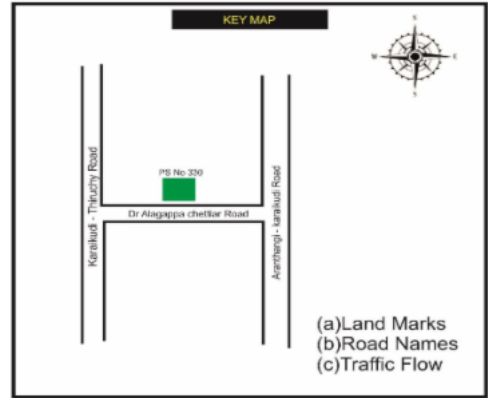 KEY MAP
S
W
E
S
PS No 330
Karaikudi - Thiruchy Road
Dr Alagappa chetliar Road
Aranthangi - karaikudi Road
(a)Land Marks
(b)Road Names
(c)Traffic Flow